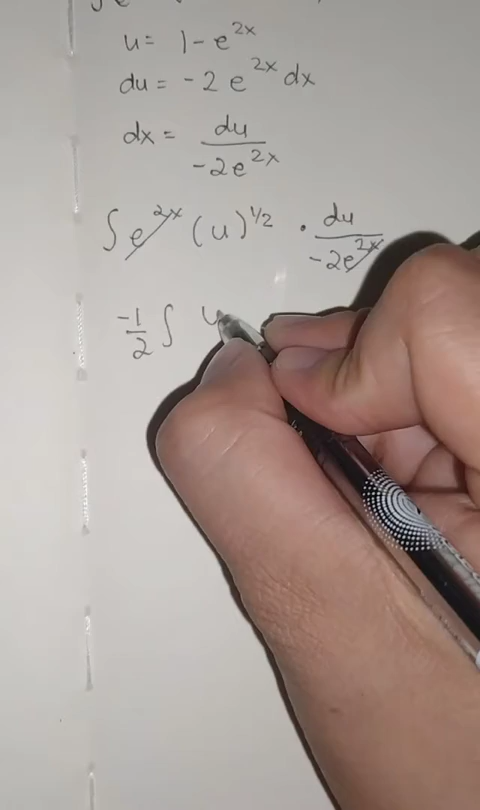 ∫e
u = 1 - e^2x
du = -2 e^2x dx
dx = du / -2e^2x
∫ e^2x (u)^1/2 · du / -2e^2x
-1/2 ∫ u